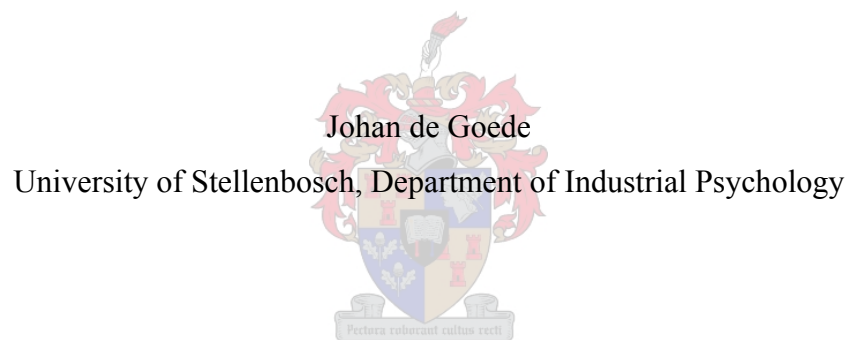 Johan de Goede
University of Stellenbosch, Department of Industrial Psychology
Pectora roborant cultus recti